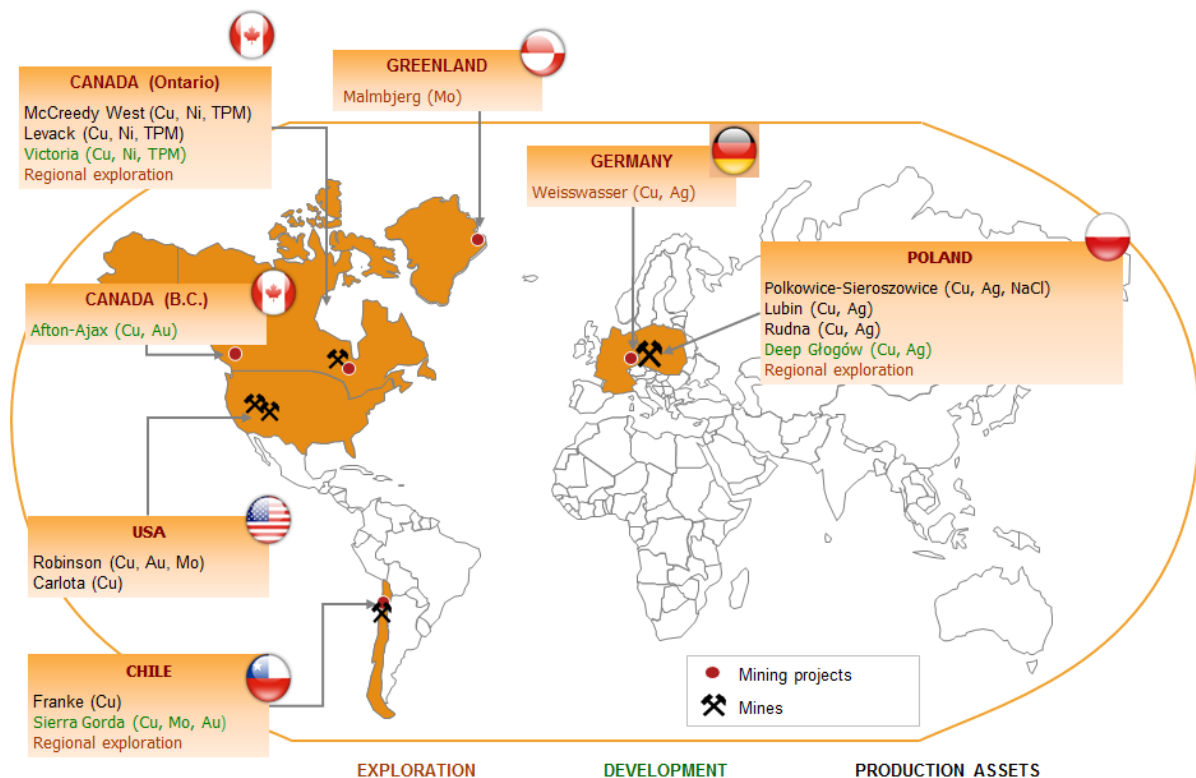 CANADA (Ontario)
McCreedy West (Cu, Ni, TPM)
Levack (Cu, Ni, TPM)
Victoria (Cu, Ni, TPM)
Regional exploration
GREENLAND
Malmbjerg (Mo)
GERMANY
Weisswasser (Cu, Ag)
POLAND
Polkowice-Sieroszowice (Cu, Ag, NaCl)
Lubin (Cu, Ag)
Rudna (Cu, Ag)
Deep Głogów (Cu, Ag)
Regional exploration
CANADA (B.C.)
Afton-Ajax (Cu, Au)
USA
Robinson (Cu, Au, Mo)
Carlota (Cu)
CHILE
Franke (Cu)
Sierra Gorda (Cu, Mo, Au)
Regional exploration
Mining projects
Mines
EXPLORATION DEVELOPMENT PRODUCTION ASSETS